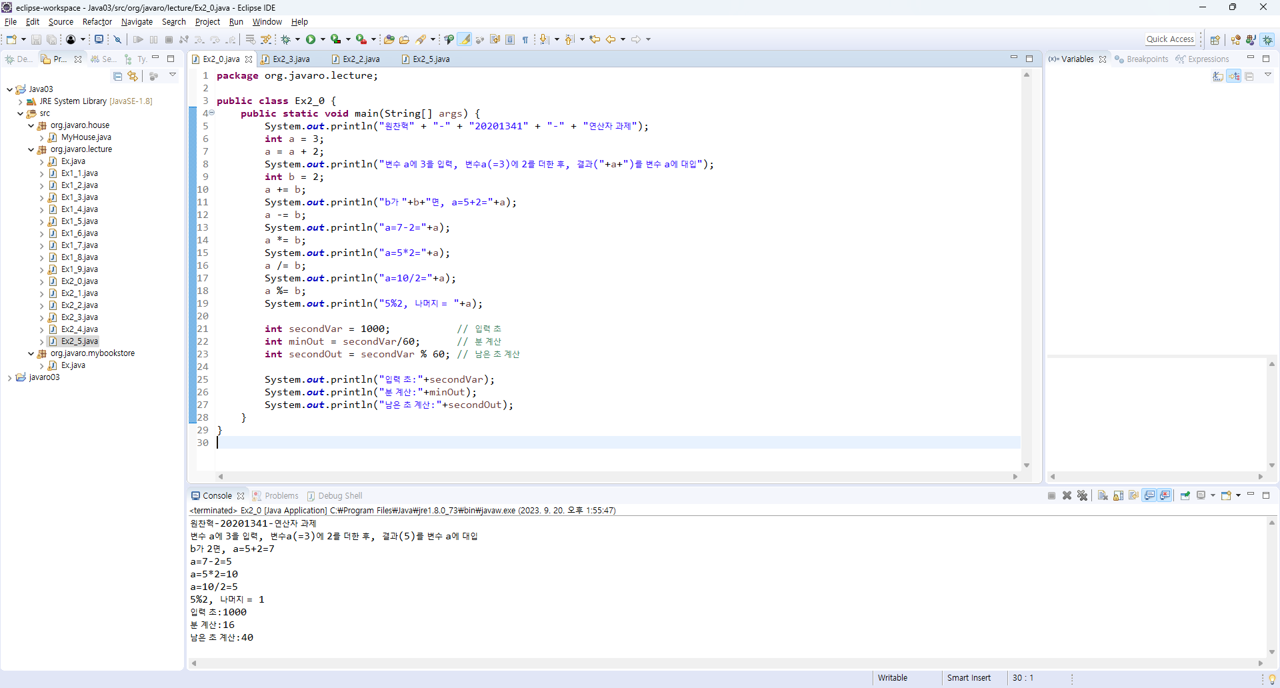 eclipse-workspace - Java03/src/org/javaro/lecture/Ex2_0.java - Eclipse IDE
File Edit Source Refactor Navigate Search Project Run Window Help
Quick Access
De... Pr... Se... Ty...
Java03
JRE System Library [JavaSE-1.8]
src
org.javaro.house
MyHouse.java
org.javaro.lecture
Ex.java
Ex1_1.java
Ex1_2.java
Ex1_3.java
Ex1_4.java
Ex1_5.java
Ex1_6.java
Ex1_7.java
Ex1_8.java
Ex1_9.java
Ex2_0.java
Ex2_1.java
Ex2_2.java
Ex2_3.java
Ex2_4.java
Ex2_5.java
org.javaro.mybookstore
Ex.java
javaro03
Ex2_0.java Ex2_3.java Ex2_2.java Ex2_5.java
1 package org.javaro.lecture;
2
3 public class Ex2_0 {
4 public static void main(String[] args) {
5 System.out.println("원찬혁" + "-" + "20201341" + "-" + "연산자 과제");
6 int a = 3;
7 a = a + 2;
8 System.out.println("변수 a에 3을 입력, 변수a(=3)에 2를 더한 후, 결과("+a+")를 변수 a에 대입");
9 int b = 2;
10 a += b;
11 System.out.println("b가 "+b+"면, a=5+2="+a);
12 a -= b;
13 System.out.println("a=7-2="+a);
14 a *= b;
15 System.out.println("a=5*2="+a);
16 a /= b;
17 System.out.println("a=10/2="+a);
18 a %= b;
19 System.out.println("5%2, 나머지 = "+a);
20
21 int secondVar = 1000; // 입력 초
22 int minOut = secondVar/60; // 분 계산
23 int secondOut = secondVar % 60; // 남은 초 계산
24
25 System.out.println("입력 초:"+secondVar);
26 System.out.println("분 계산:"+minOut);
27 System.out.println("남은 초 계산:"+secondOut);
28 }
29 }
30
(x)= Variables Breakpoints Expressions
Console Problems Debug Shell
<terminated> Ex2_0 [Java Application] C:₩Program Files₩Java₩jre1.8.0_73₩bin₩javaw.exe (2023. 9. 20. 오후 1:55:47)
원찬혁-20201341-연산자 과제
변수 a에 3을 입력, 변수a(=3)에 2를 더한 후, 결과(5)를 변수 a에 대입
b가 2면, a=5+2=7
a=7-2=5
a=5*2=10
a=10/2=5
5%2, 나머지 = 1
입력 초:1000
분 계산:16
남은 초 계산:40
Writable Smart Insert 30 : 1